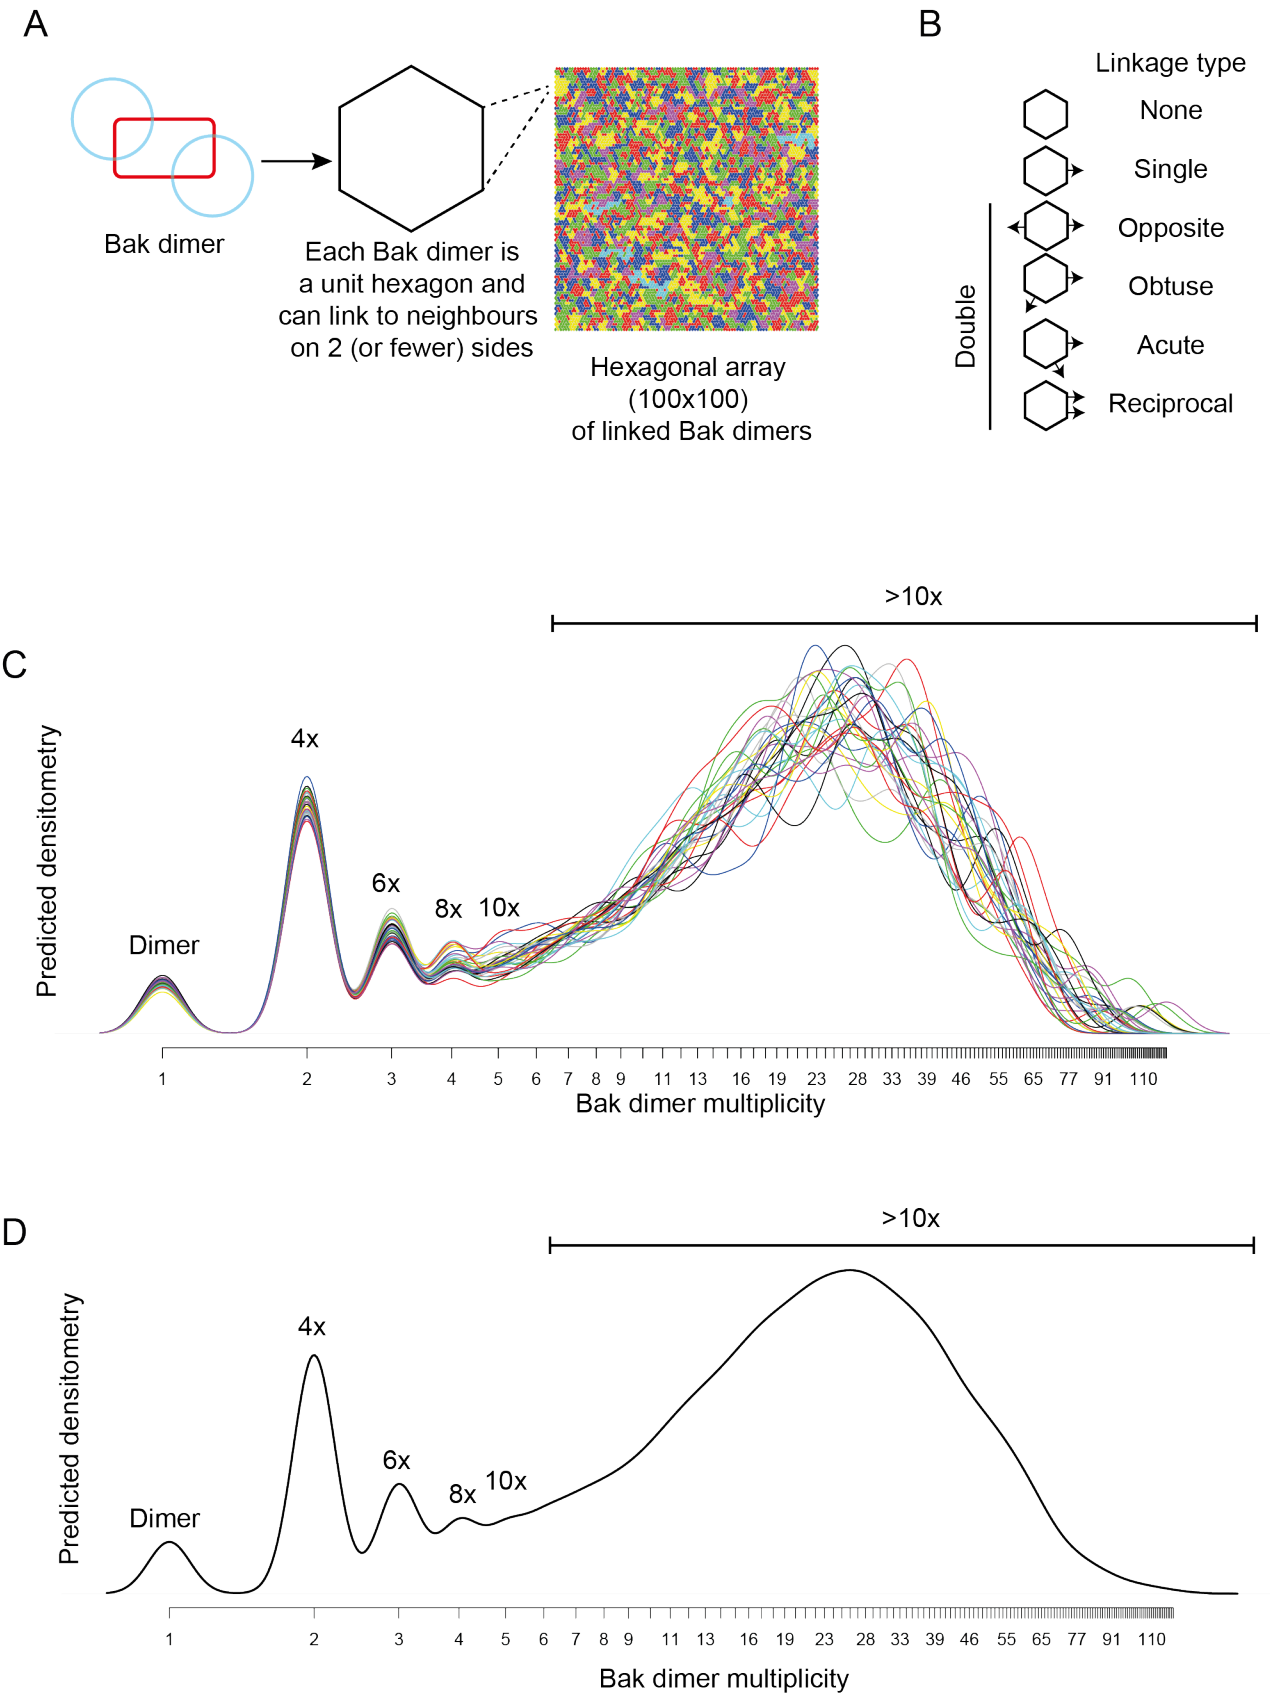 A
Bak dimer
Each Bak dimer is
a unit hexagon and
can link to neighbours
on 2 (or fewer) sides
Hexagonal array
(100x100)
of linked Bak dimers
B
Linkage type
None
Single
Opposite
Obtuse
Acute
Reciprocal
Double
C
>10x
Predicted densitometry
Dimer
4x
6x
8x
10x
1 2 3 4 5 6 7 8 9 11 13 16 19 23 28 33 39 46 55 65 77 91 110
Bak dimer multiplicity
D
>10x
Predicted densitometry
Dimer
4x
6x
8x
10x
1 2 3 4 5 6 7 8 9 11 13 16 19 23 28 33 39 46 55 65 77 91 110
Bak dimer multiplicity